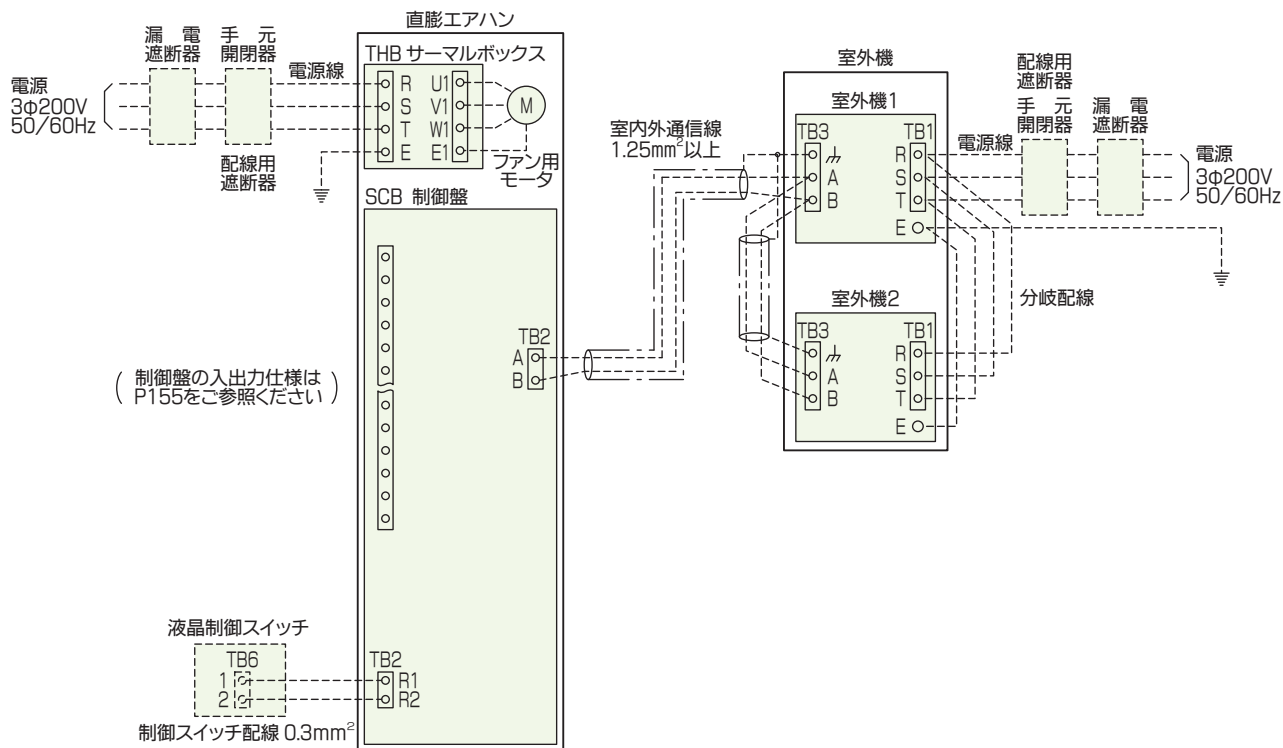 直膨エアハン
漏　電
遮断器
手　元
開閉器
電源線
電源
3φ200V
50/60Hz
配線用
遮断器
THB サーマルボックス
R U1
S V1
T W1
E E1
M
ファン用
モータ
SCB 制御盤
TB2
A
B
制御盤の入出力仕様は
P155をご参照ください
液晶制御スイッチ
TB6
1
2
TB2
R1
R2
制御スイッチ配線 0.3mm²
室内外通信線
1.25mm²以上
室外機
室外機1
TB3
A
B
TB1
R
S
T
E
電源線
配線用
遮断器
手　元
開閉器
漏　電
遮断器
電源
3φ200V
50/60Hz
分岐配線
室外機2
TB3
A
B
TB1
R
S
T
E